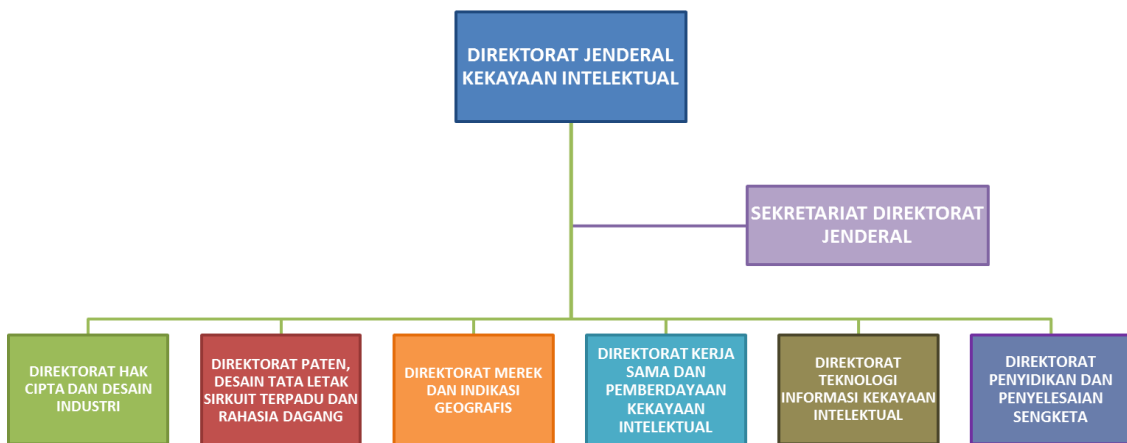 DIREKTORAT JENDERAL
KEKAYAAN INTELEKTUAL
SEKRETARIAT DIREKTORAT
JENDERAL
DIREKTORAT HAK
CIPTA DAN DESAIN
INDUSTRI
DIREKTORAT PATEN,
DESAIN TATA LETAK
SIRKUIT TERPADU DAN
RAHASIA DAGANG
DIREKTORAT MEREK
DAN INDIKASI
GEOGRAFIS
DIREKTORAT KERJA
SAMA DAN
PEMBERDAYAAN
KEKAYAAN
INTELEKTUAL
DIREKTORAT
TEKNOLOGI
INFORMASI KEKAYAAN
INTELEKTUAL
DIREKTORAT
PENYIDIKAN DAN
PENYELESAIAN
SENGKETA